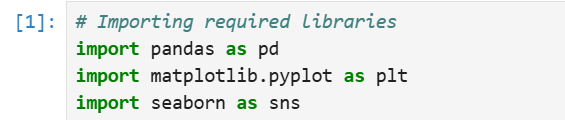 [1]: # Importing required libraries
import pandas as pd
import matplotlib.pyplot as plt
import seaborn as sns